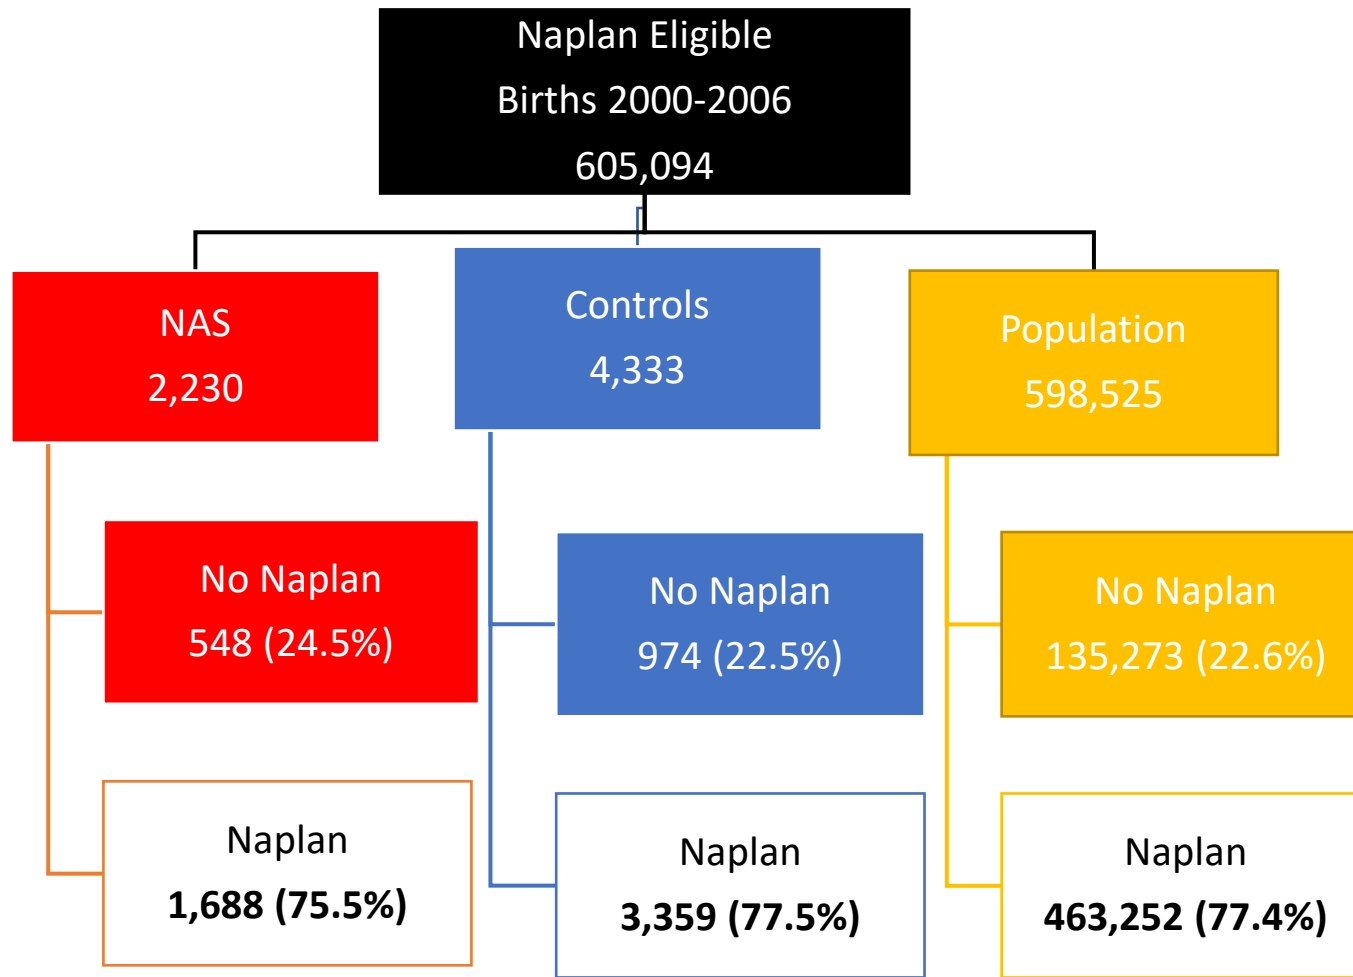 Naplan Eligible
Births 2000-2006
605,094
NAS
2,230
Controls
4,333
Population
598,525
No Naplan
548 (24.5%)
No Naplan
974 (22.5%)
No Naplan
135,273 (22.6%)
Naplan
1,688 (75.5%)
Naplan
3,359 (77.5%)
Naplan
463,252 (77.4%)